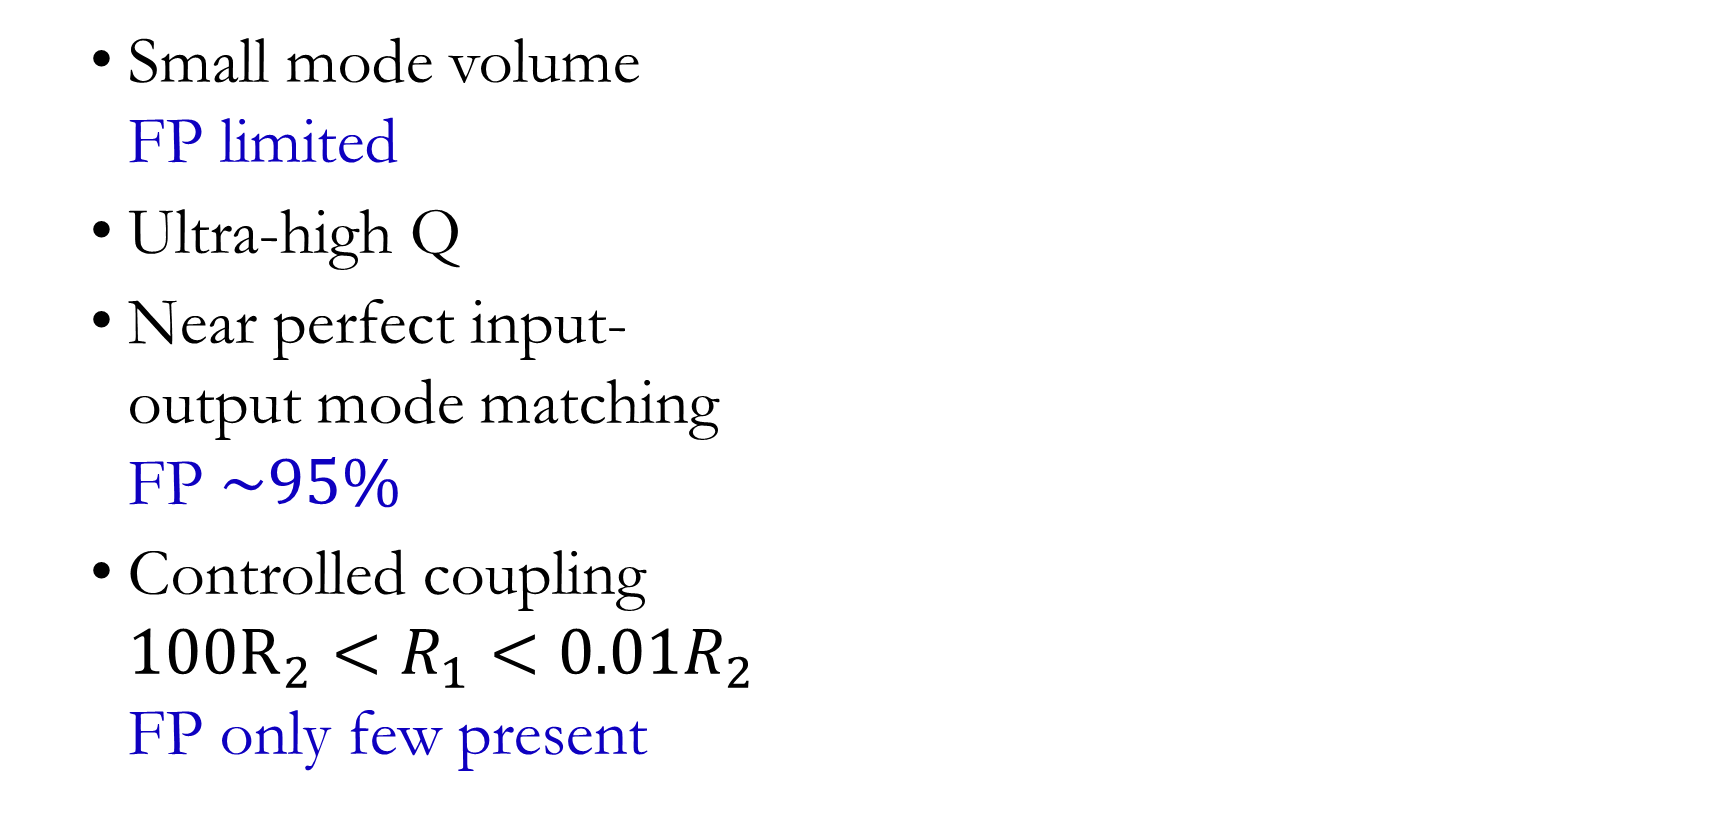 • Small mode volume
FP limited
• Ultra-high Q
• Near perfect input-
output mode matching
FP ~95%
• Controlled coupling
100R₂ < R₁ < 0.01R₂
FP only few present